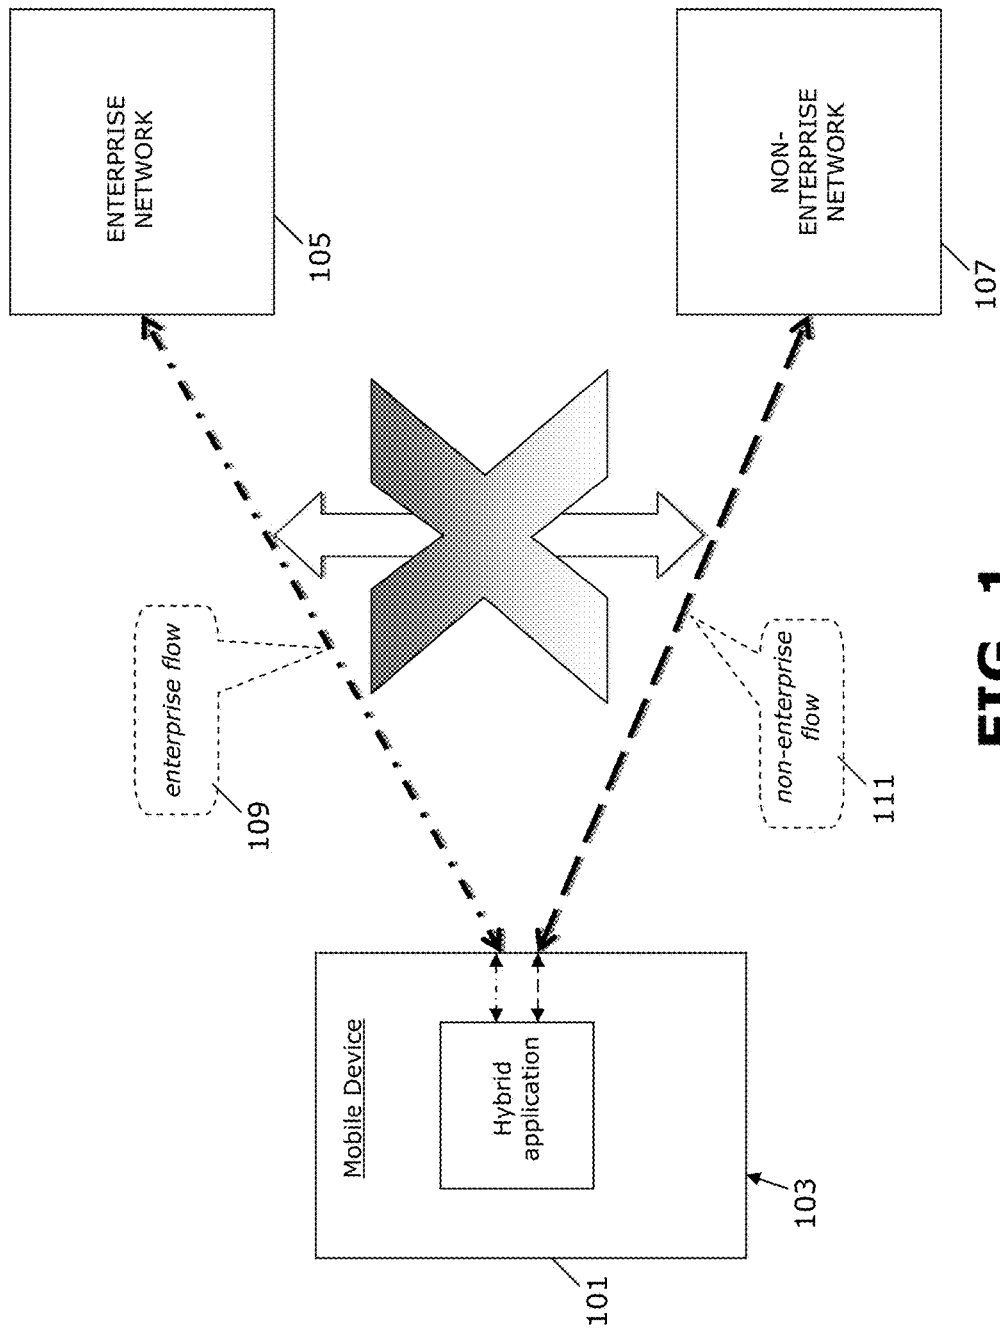 ENTERPRISE
NETWORK
105
NON-
ENTERPRISE
NETWORK
107
enterprise flow
109
non-enterprise
flow
111
Mobile Device
Hybrid
application
103
101
FIG. 1